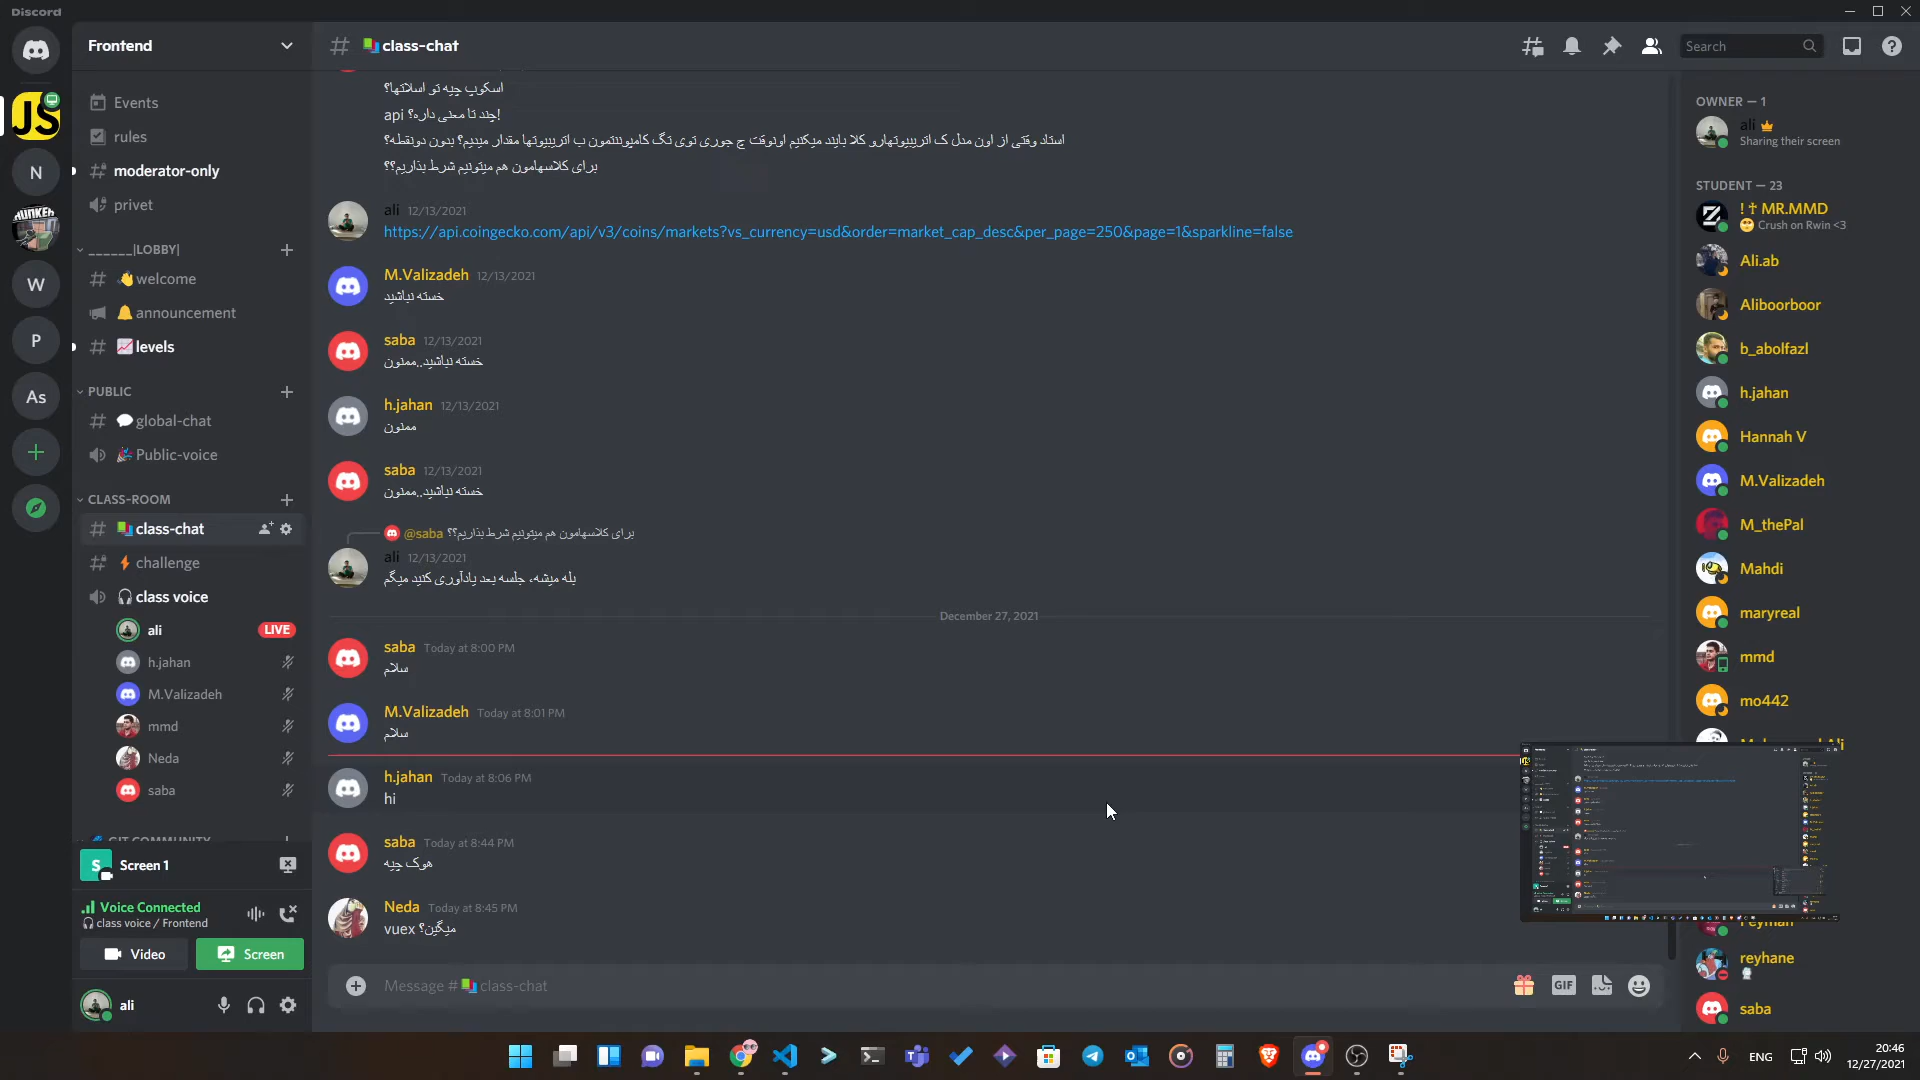 Discord
Frontend
class-chat
Search
Events
rules
moderator-only
privet
______|LOBBY|
welcome
announcement
levels
PUBLIC
global-chat
Public-voice
CLASS-ROOM
class-chat
challenge
class voice
ali LIVE
h.jahan
M.Valizadeh
mmd
Neda
saba
GIT COMMUNITY
S Screen 1
Voice Connected
class voice / Frontend
Video Screen
ali
JS
N
W
P
As
اسکوپ چیه تو اسلاتها؟
api چند تا معنی داره؟!
استاد وقتی از اون مدل ک اتریبیوتهارو کلا بایند میکنیم اونوقت چ جوری توی تگ کامپوننتمون ب اتریبیوتها مقدار میدیم؟ بدون دونقطه؟
برای کلاسهامون هم میتونیم شرط بذاریم؟؟
ali 12/13/2021
https://api.coingecko.com/api/v3/coins/markets?vs_currency=usd&order=market_cap_desc&per_page=250&page=1&sparkline=false
M.Valizadeh 12/13/2021
خسته نباشید
saba 12/13/2021
خسته نباشید..ممنون
h.jahan 12/13/2021
ممنون
saba 12/13/2021
خسته نباشید..ممنون
@saba برای کلاسهامون هم میتونیم شرط بذاریم؟؟
ali 12/13/2021
بله میشه، جلسه بعد یادآوری کنید میگم
December 27, 2021
saba Today at 8:00 PM
سلام
M.Valizadeh Today at 8:01 PM
سلام
h.jahan Today at 8:06 PM
hi
saba Today at 8:44 PM
هوک چیه
Neda Today at 8:45 PM
vuex میگین؟
Message # class-chat
GIF
OWNER — 1
ali
Sharing their screen
STUDENT — 23
! † MR.MMD
Crush on Rwin <3
Ali.ab
Aliboorboor
b_abolfazl
h.jahan
Hannah V
M.Valizadeh
M_thePal
Mahdi
maryreal
mmd
mo442
reyhane
saba
ENG
20:46
12/27/2021